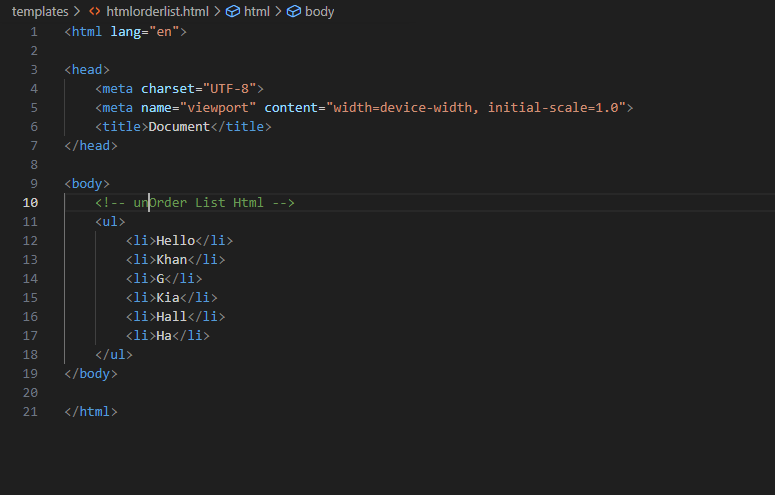 templates > htmlorderlist.html > html > body
1 <html lang="en">
2
3 <head>
4     <meta charset="UTF-8">
5     <meta name="viewport" content="width=device-width, initial-scale=1.0">
6     <title>Document</title>
7 </head>
8
9 <body>
10     <!-- unOrder List Html -->
11     <ul>
12         <li>Hello</li>
13         <li>Khan</li>
14         <li>G</li>
15         <li>Kia</li>
16         <li>Hall</li>
17         <li>Ha</li>
18     </ul>
19 </body>
20
21 </html>